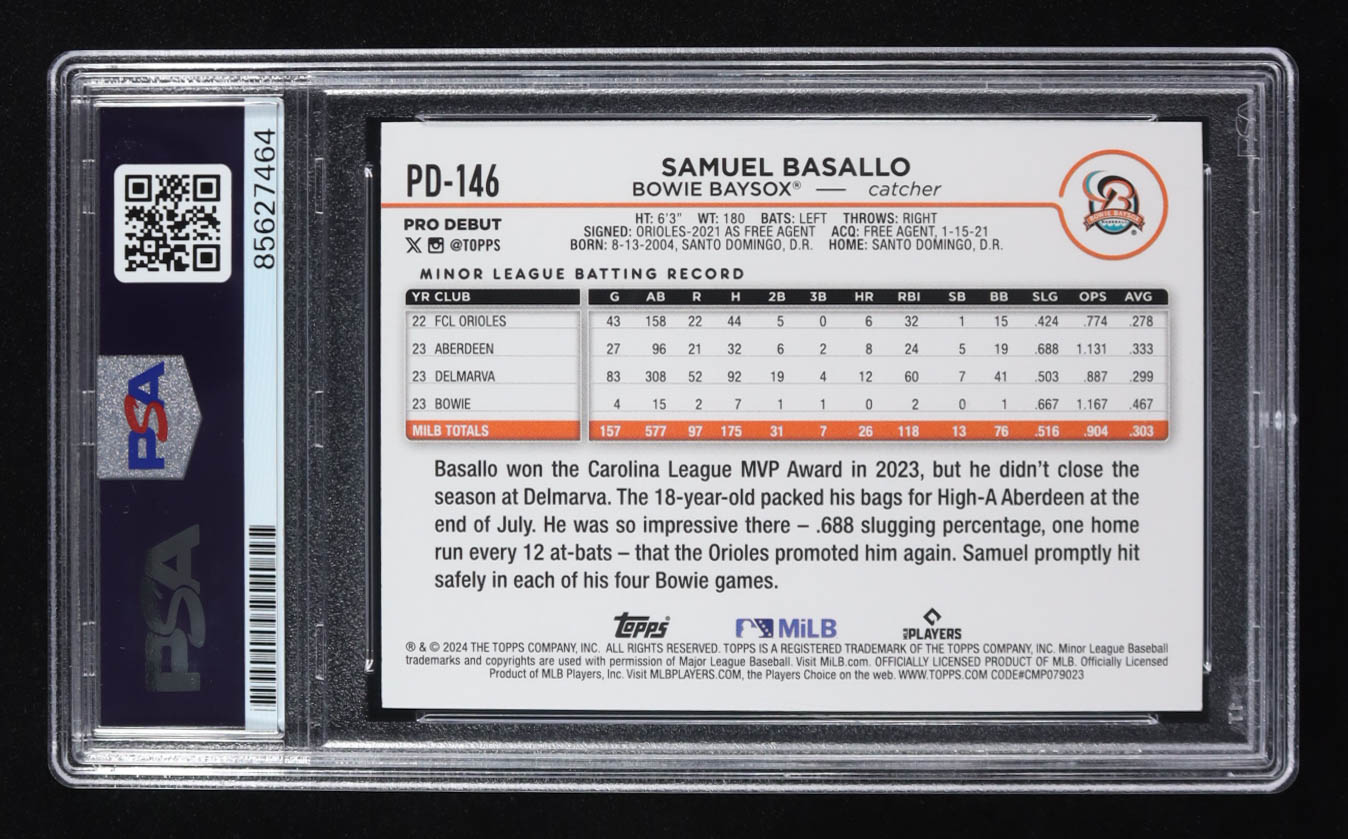 85627464
PSA
PSA
PD-146
SAMUEL BASALLO
BOWIE BAYSOX® — catcher
PRO DEBUT
@TOPPS
HT: 6'3" WT: 180 BATS: LEFT THROWS: RIGHT
SIGNED: ORIOLES-2021 AS FREE AGENT ACQ: FREE AGENT, 1-15-21
BORN: 8-13-2004, SANTO DOMINGO, D.R. HOME: SANTO DOMINGO, D.R.
B
BOWIE BAYSOX
BASEBALL
MINOR LEAGUE BATTING RECORD
YR CLUB G AB R H 2B 3B HR RBI SB BB SLG OPS AVG
22 FCL ORIOLES 43 158 22 44 5 0 6 32 1 15 .424 .774 .278
23 ABERDEEN 27 96 21 32 6 2 8 24 5 19 .688 1.131 .333
23 DELMARVA 83 308 52 92 19 4 12 60 7 41 .503 .887 .299
23 BOWIE 4 15 2 7 1 1 0 2 0 1 .667 1.167 .467
MILB TOTALS 157 577 97 175 31 7 26 118 13 76 .516 .904 .303
Basallo won the Carolina League MVP Award in 2023, but he didn't close the
season at Delmarva. The 18-year-old packed his bags for High-A Aberdeen at the
end of July. He was so impressive there – .688 slugging percentage, one home
run every 12 at-bats – that the Orioles promoted him again. Samuel promptly hit
safely in each of his four Bowie games.
Topps MiLB MLB PLAYERS
® & © 2024 THE TOPPS COMPANY, INC. ALL RIGHTS RESERVED. TOPPS IS A REGISTERED TRADEMARK OF THE TOPPS COMPANY, INC. Minor League Baseball
trademarks and copyrights are used with permission of Major League Baseball. Visit MiLB.com. OFFICIALLY LICENSED PRODUCT OF MLB. Officially Licensed
Product of MLB Players, Inc. Visit MLBPLAYERS.COM, the Players Choice on the web. WWW.TOPPS.COM CODE#CMP079023